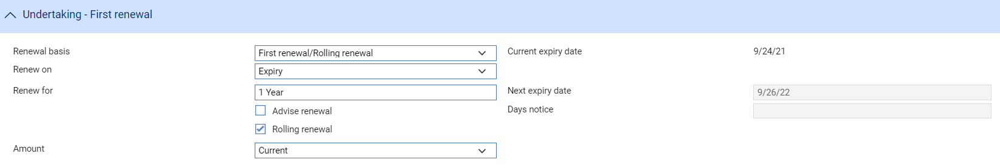 Undertaking - First renewal
Renewal basis First renewal/Rolling renewal Current expiry date 9/24/21
Renew on Expiry
Renew for 1 Year Next expiry date 9/26/22
Advise renewal Days notice
Rolling renewal
Amount Current